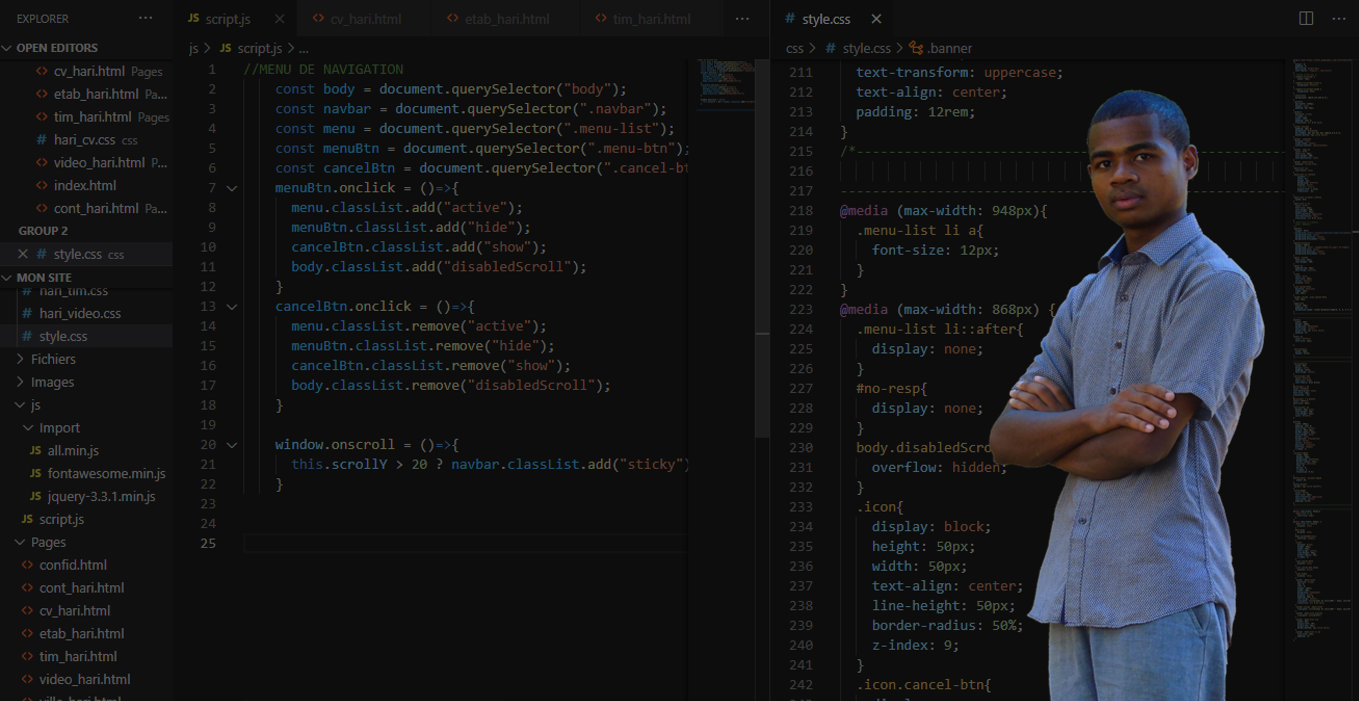 EXPLORER
OPEN EDITORS
cv_hari.html Pages
etab_hari.html Pa...
tim_hari.html Pages
# hari_cv.css css
video_hari.html P...
index.html
cont_hari.html Pa...
GROUP 2
# style.css css
MON SITE
# hari_tim.css
# hari_video.css
# style.css
Fichiers
Images
js
Import
JS all.min.js
JS fontawesome.min.js
JS jquery-3.3.1.min.js
JS script.js
Pages
confid.html
cont_hari.html
cv_hari.html
etab_hari.html
tim_hari.html
video_hari.html
JS script.js
cv_hari.html
etab_hari.html
tim_hari.html
js > JS script.js > ...
1 //MENU DE NAVIGATION
2 const body = document.querySelector("body");
3 const navbar = document.querySelector(".navbar");
4 const menu = document.querySelector(".menu-list");
5 const menuBtn = document.querySelector(".menu-btn");
6 const cancelBtn = document.querySelector(".cancel-bt
7 menuBtn.onclick = ()=>{
8 menu.classList.add("active");
9 menuBtn.classList.add("hide");
10 cancelBtn.classList.add("show");
11 body.classList.add("disabledScroll");
12 }
13 cancelBtn.onclick = ()=>{
14 menu.classList.remove("active");
15 menuBtn.classList.remove("hide");
16 cancelBtn.classList.remove("show");
17 body.classList.remove("disabledScroll");
18 }
19
20 window.onscroll = ()=>{
21 this.scrollY > 20 ? navbar.classList.add("sticky")
22 }
23
24
25
# style.css
css > # style.css > .banner
211 text-transform: uppercase;
212 text-align: center;
213 padding: 12rem;
214 }
215 /*--------------------------------------------------
216
217 --------------------------------------------------
218 @media (max-width: 948px){
219 .menu-list li a{
220 font-size: 12px;
221 }
222 }
223 @media (max-width: 868px) {
224 .menu-list li::after{
225 display: none;
226 }
227 #no-resp{
228 display: none;
229 }
230 body.disabledScro
231 overflow: hidden;
232 }
233 .icon{
234 display: block;
235 height: 50px;
236 width: 50px;
237 text-align: center;
238 line-height: 50px;
239 border-radius: 50%;
240 z-index: 9;
241 }
242 .icon.cancel-btn{